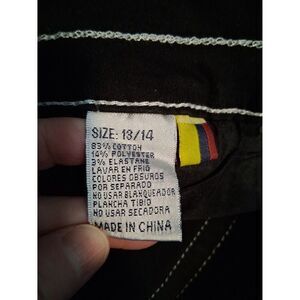 SIZE: 13/14
83% COTTON
14% POLYESTER
3% ELASTANE
LAVAR EN FRIO
COLORES OBSUROS
POR SEPARADO
NO USAR BLANQUEADOR
PLANCHA TIBIO
NO USAR SECADORA
MADE IN CHINA